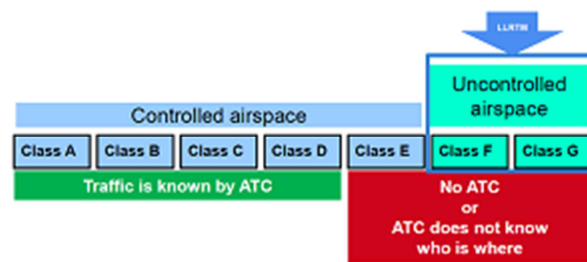 LLRTM
Uncontrolled
airspace
Controlled airspace
Class A Class B Class C Class D Class E Class F Class G
Traffic is known by ATC
No ATC
or
ATC does not know
who is where